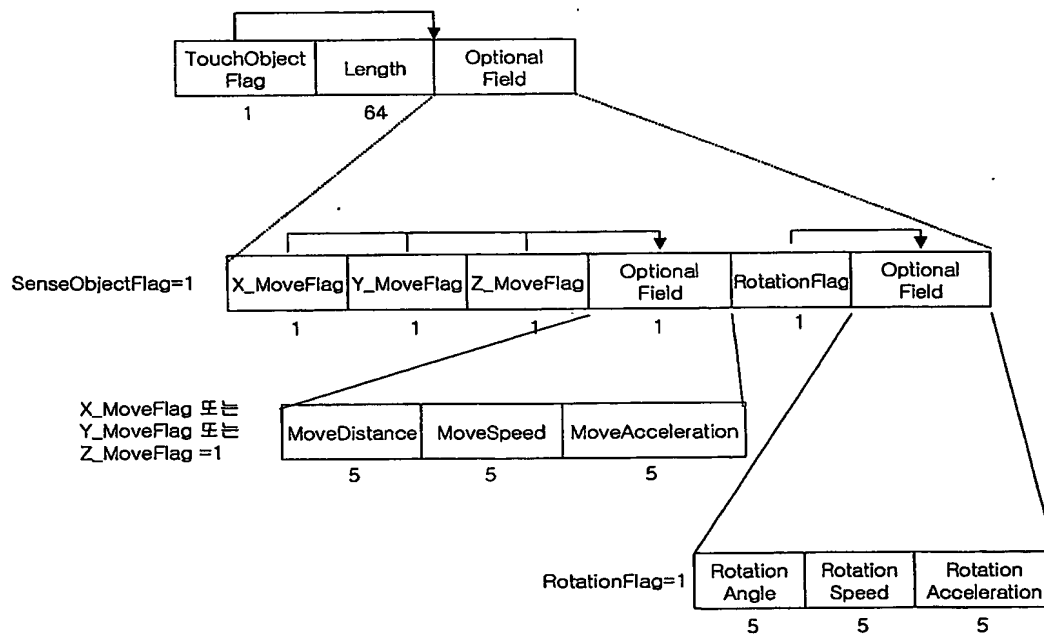 TouchObject
Flag
Length
Optional
Field
1
64
SenseObjectFlag=1
X_MoveFlag
Y_MoveFlag
Z_MoveFlag
Optional
Field
RotationFlag
Optional
Field
1
1
1
1
1
X_MoveFlag 또는
Y_MoveFlag 또는
Z_MoveFlag =1
MoveDistance
MoveSpeed
MoveAcceleration
5
5
5
RotationFlag=1
Rotation
Angle
Rotation
Speed
Rotation
Acceleration
5
5
5